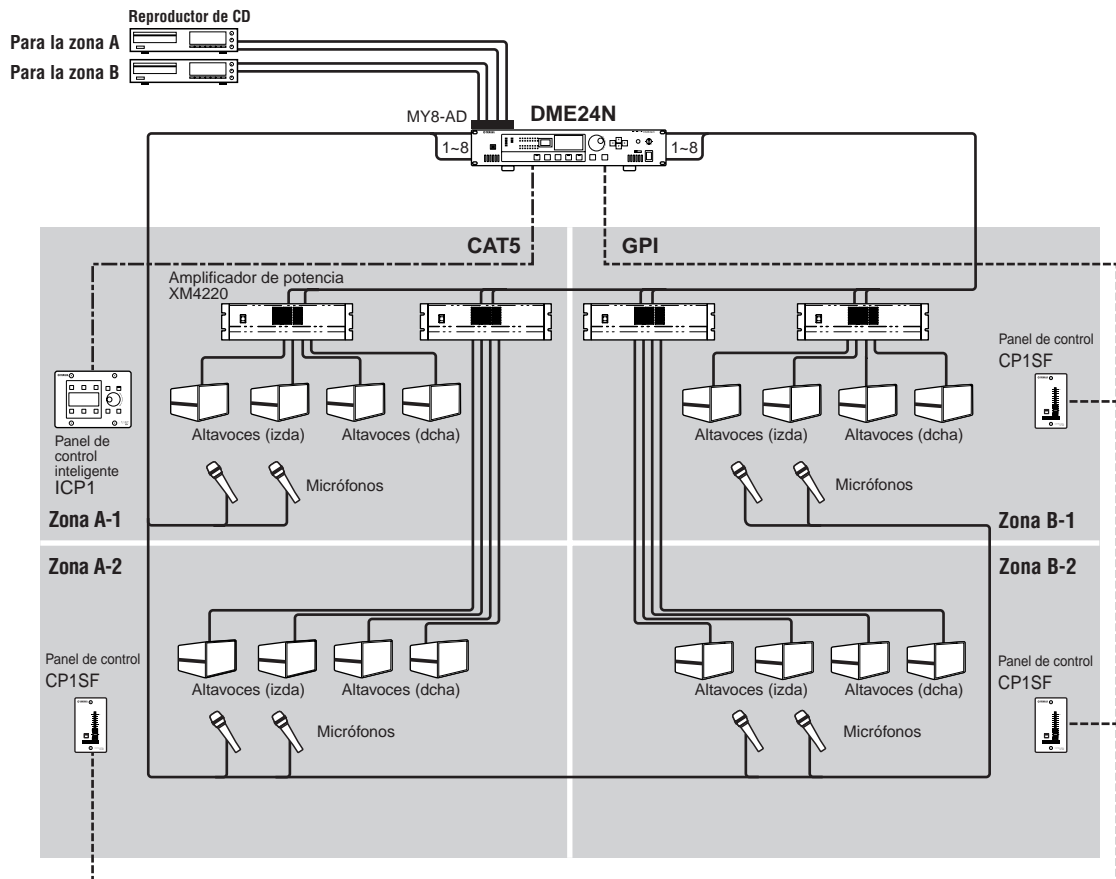 Reproductor de CD
Para la zona A
Para la zona B
MY8-AD
DME24N
1~8
1~8
CAT5
GPI
Amplificador de potencia
XM4220
Panel de control
CP1SF
Panel de
control
inteligente
ICP1
Altavoces (izda)
Altavoces (dcha)
Altavoces (izda)
Altavoces (dcha)
Micrófonos
Micrófonos
Zona A-1
Zona B-1
Zona A-2
Zona B-2
Panel de control
CP1SF
Panel de control
CP1SF
Altavoces (izda)
Altavoces (dcha)
Altavoces (izda)
Altavoces (dcha)
Micrófonos
Micrófonos